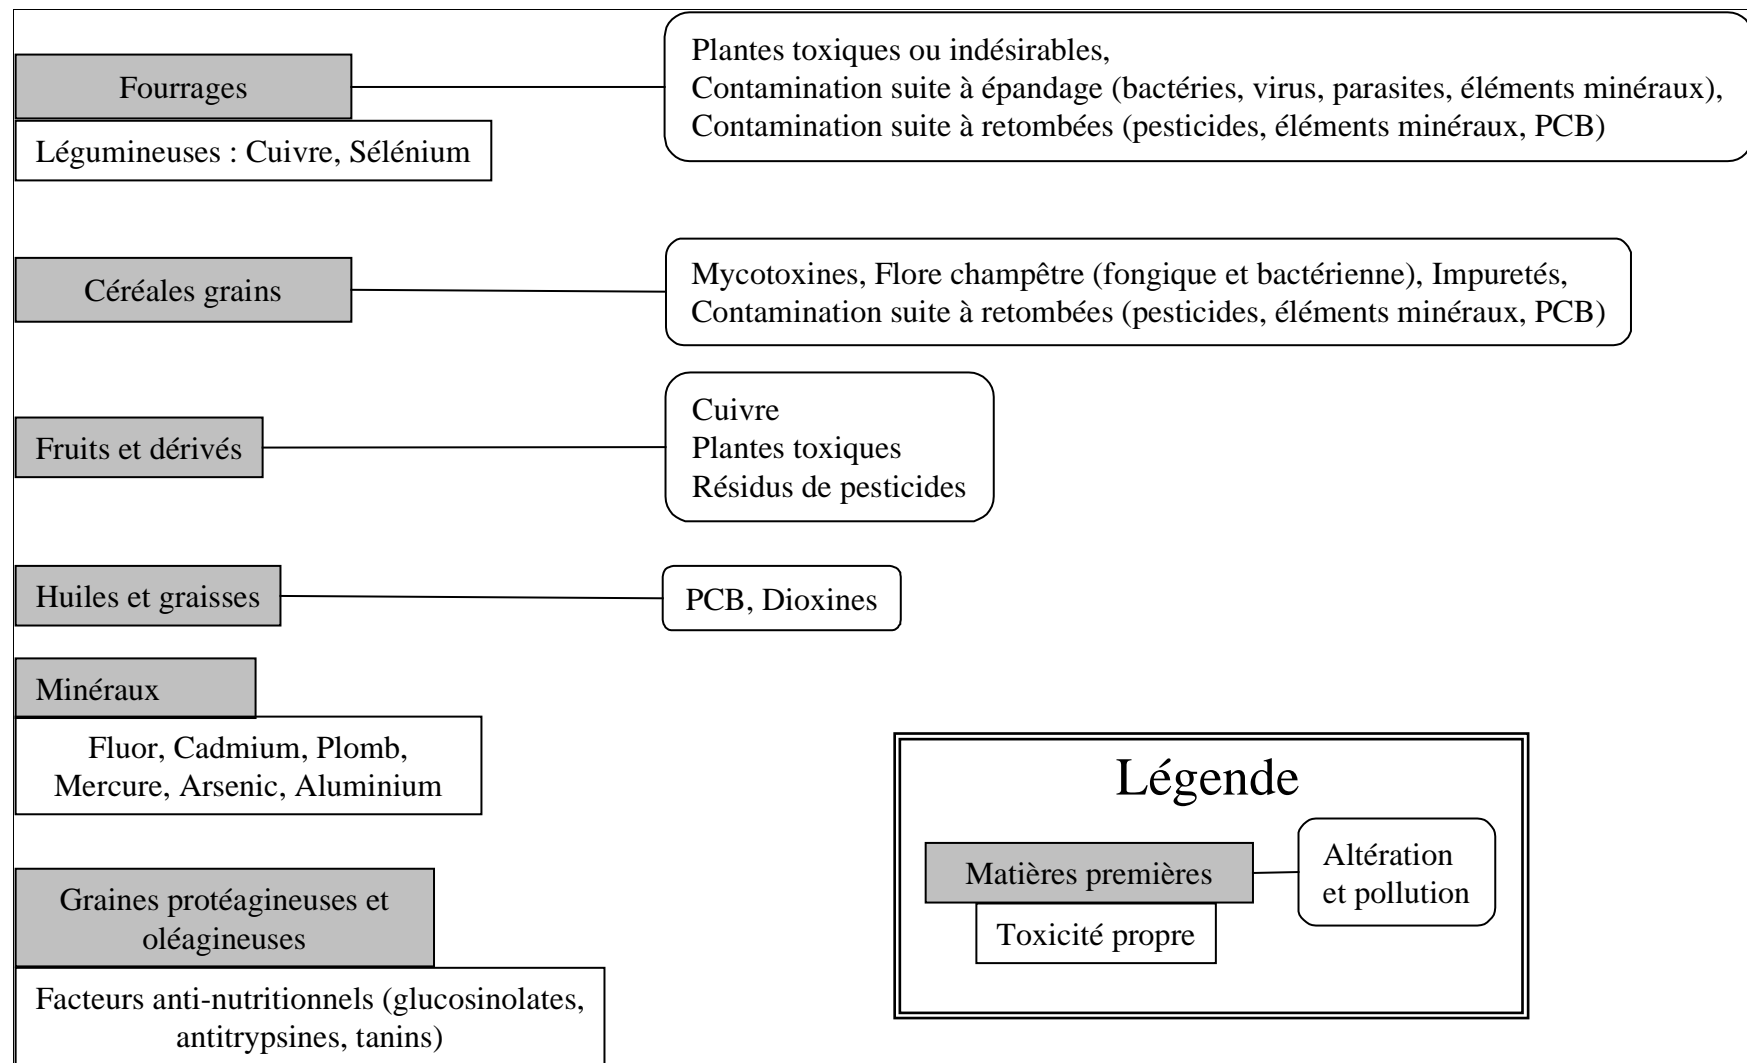 Plantes toxiques ou indésirables,
Fourrages
Contamination suite à épandage (bactéries, virus, parasites, éléments minéraux),
Contamination suite à retombées (pesticides, éléments minéraux, PCB)
Légumineuses : Cuivre, Sélénium
Céréales grains
Mycotoxines, Flore champêtre (fongique et bactérienne), Impuretés,
Contamination suite à retombées (pesticides, éléments minéraux, PCB)
Fruits et dérivés
Cuivre
Plantes toxiques
Résidus de pesticides
Huiles et graisses
PCB, Dioxines
Minéraux
Fluor, Cadmium, Plomb,
Mercure, Arsenic, Aluminium
Graines protéagineuses et
oléagineuses
Facteurs anti-nutritionnels (glucosinolates,
antitrypsines, tanins)
Légende
Matières premières
Altération
et pollution
Toxicité propre